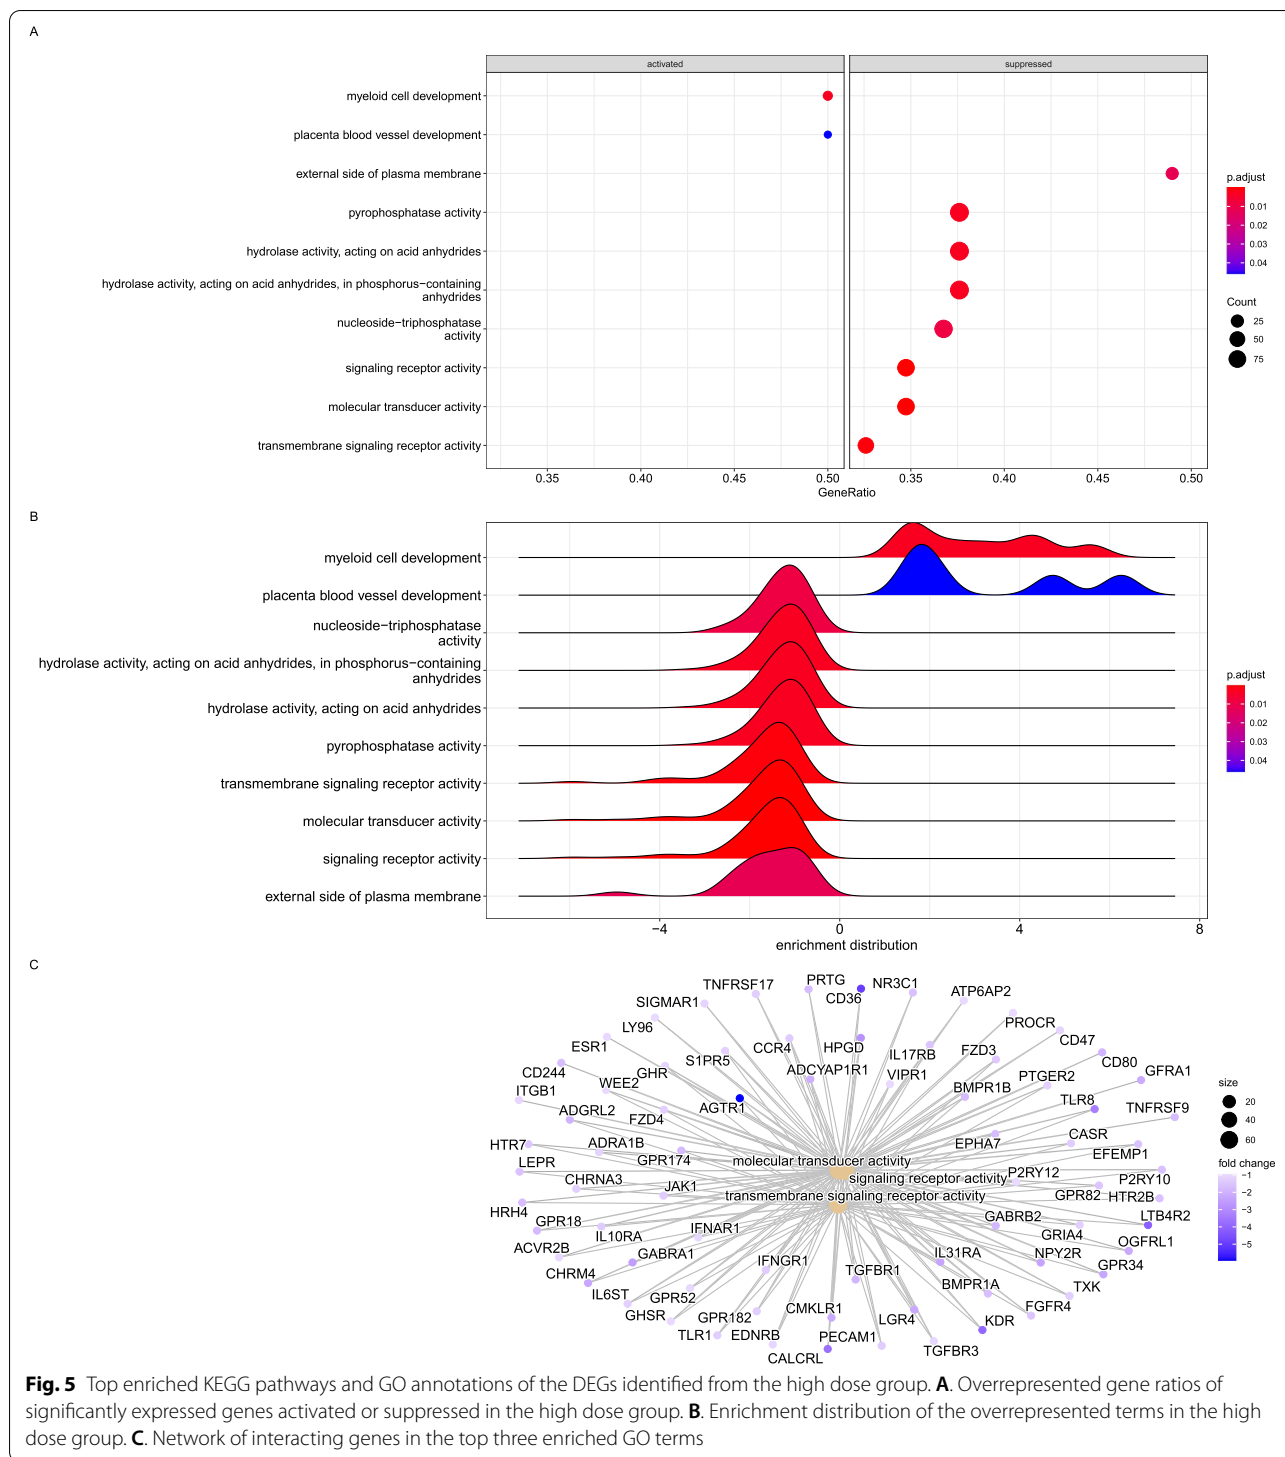 A
activated
suppressed
myeloid cell development
placenta blood vessel development
external side of plasma membrane
pyrophosphatase activity
hydrolase activity, acting on acid anhydrides
hydrolase activity, acting on acid anhydrides, in phosphorus−containing
anhydrides
nucleoside−triphosphatase
activity
signaling receptor activity
molecular transducer activity
transmembrane signaling receptor activity
0.35 0.40 0.45 0.50 0.35 0.40 0.45 0.50
GeneRatio
p.adjust
0.01
0.02
0.03
0.04
Count
25
50
75
B
myeloid cell development
placenta blood vessel development
nucleoside−triphosphatase
activity
hydrolase activity, acting on acid anhydrides, in phosphorus−containing
anhydrides
hydrolase activity, acting on acid anhydrides
pyrophosphatase activity
transmembrane signaling receptor activity
molecular transducer activity
signaling receptor activity
external side of plasma membrane
−4 0 4 8
enrichment distribution
p.adjust
0.01
0.02
0.03
0.04
C
TNFRSF17
PRTG
CD36
NR3C1
ATP6AP2
SIGMAR1
LY96
PROCR
CD47
ESR1
S1PR5
CCR4
HPGD
IL17RB
FZD3
CD80
CD244
GHR
ADCYAP1R1
VIPR1
PTGER2
GFRA1
ITGB1
WEE2
BMPR1B
TLR8
TNFRSF9
ADGRL2
FZD4
AGTR1
HTR7
ADRA1B
GPR174
EPHA7
CASR
EFEMP1
LEPR
molecular transducer activity
CHRNA3
JAK1
signaling receptor activity
P2RY12
P2RY10
transmembrane signaling receptor activity
GPR82
HTR2B
HRH4
GPR18
IL10RA
IFNAR1
GABRB2
GRIA4
LTB4R2
ACVR2B
GABRA1
IFNGR1
IL31RA
NPY2R
OGFRL1
CHRM4
TGFBR1
GPR34
IL6ST
GPR52
BMPR1A
TXK
GHSR
GPR182
CMKLR1
LGR4
FGFR4
TLR1
EDNRB
PECAM1
KDR
CALCRL
TGFBR3
size
20
40
60
fold change
−1
−2
−3
−4
−5
Fig. 5 Top enriched KEGG pathways and GO annotations of the DEGs identified from the high dose group. A. Overrepresented gene ratios of
significantly expressed genes activated or suppressed in the high dose group. B. Enrichment distribution of the overrepresented terms in the high
dose group. C. Network of interacting genes in the top three enriched GO terms